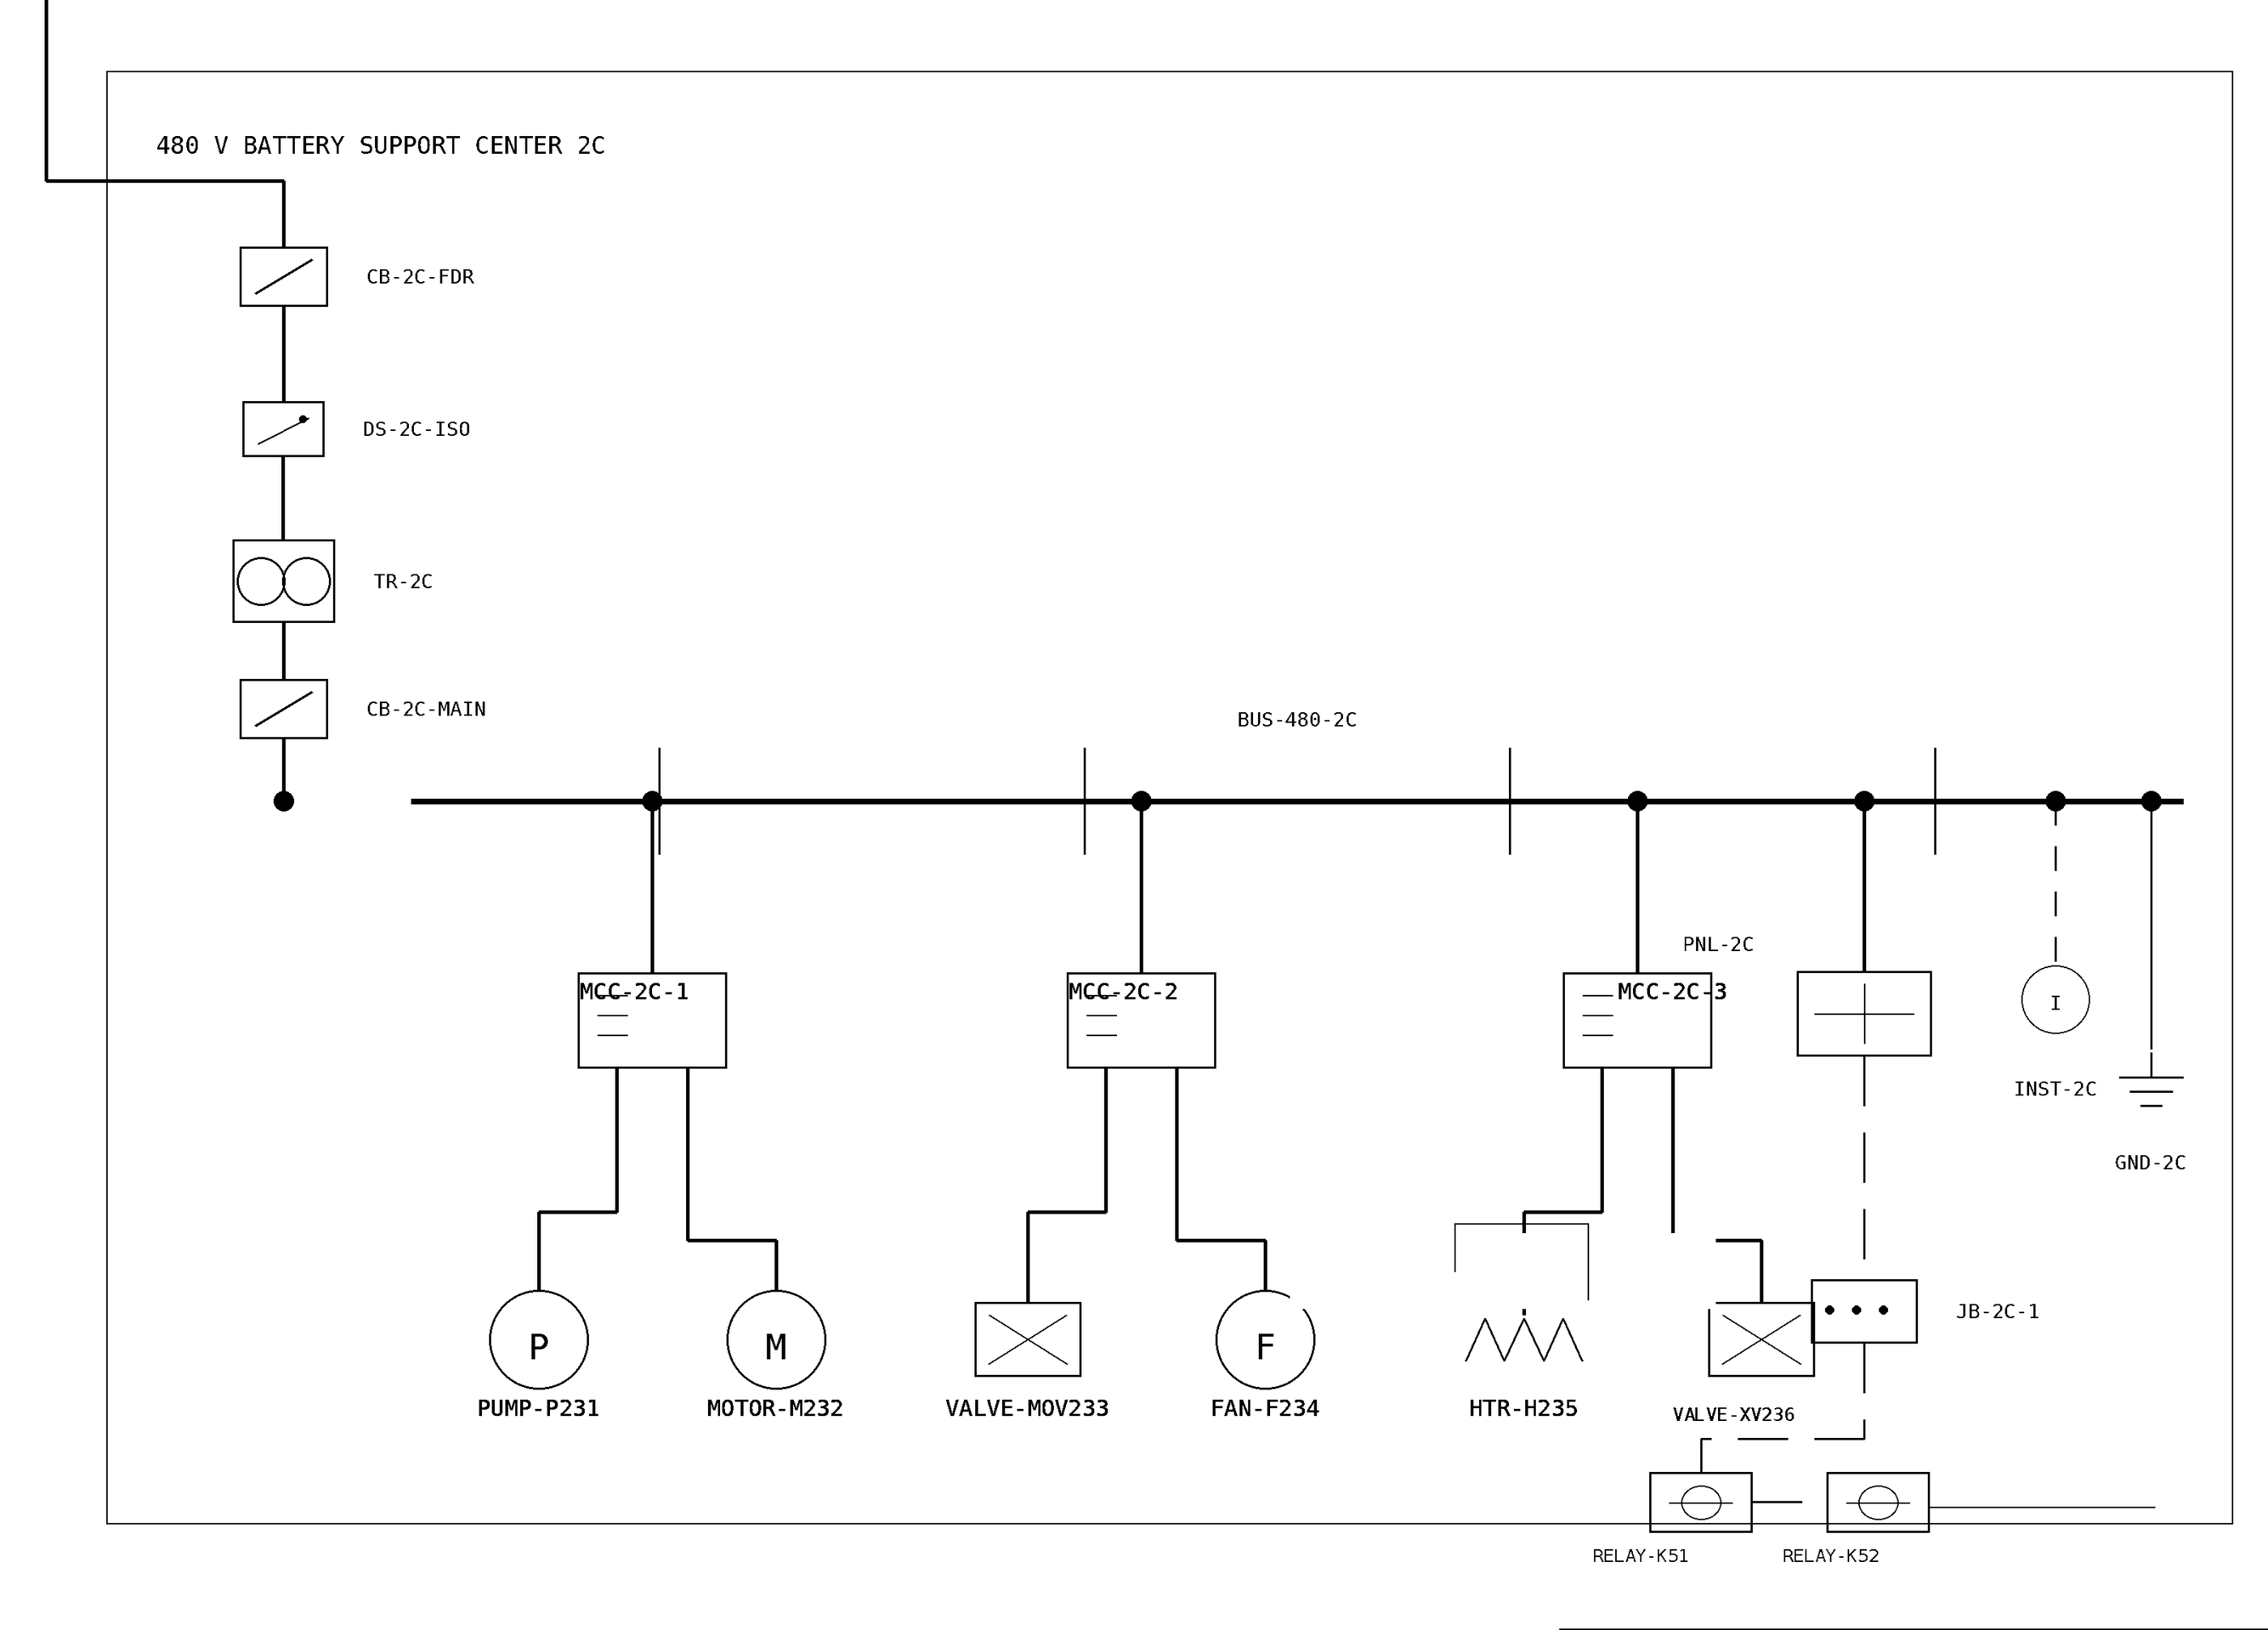 480 V BATTERY SUPPORT CENTER 2C
CB-2C-FDR
DS-2C-ISO
TR-2C
CB-2C-MAIN
BUS-480-2C
PNL-2C
MCC-2C-1
MCC-2C-2
MCC-2C-3
I
INST-2C
GND-2C
JB-2C-1
P
M
F
PUMP-P231
MOTOR-M232
VALVE-MOV233
FAN-F234
HTR-H235
VALVE-XV236
RELAY-K51
RELAY-K52